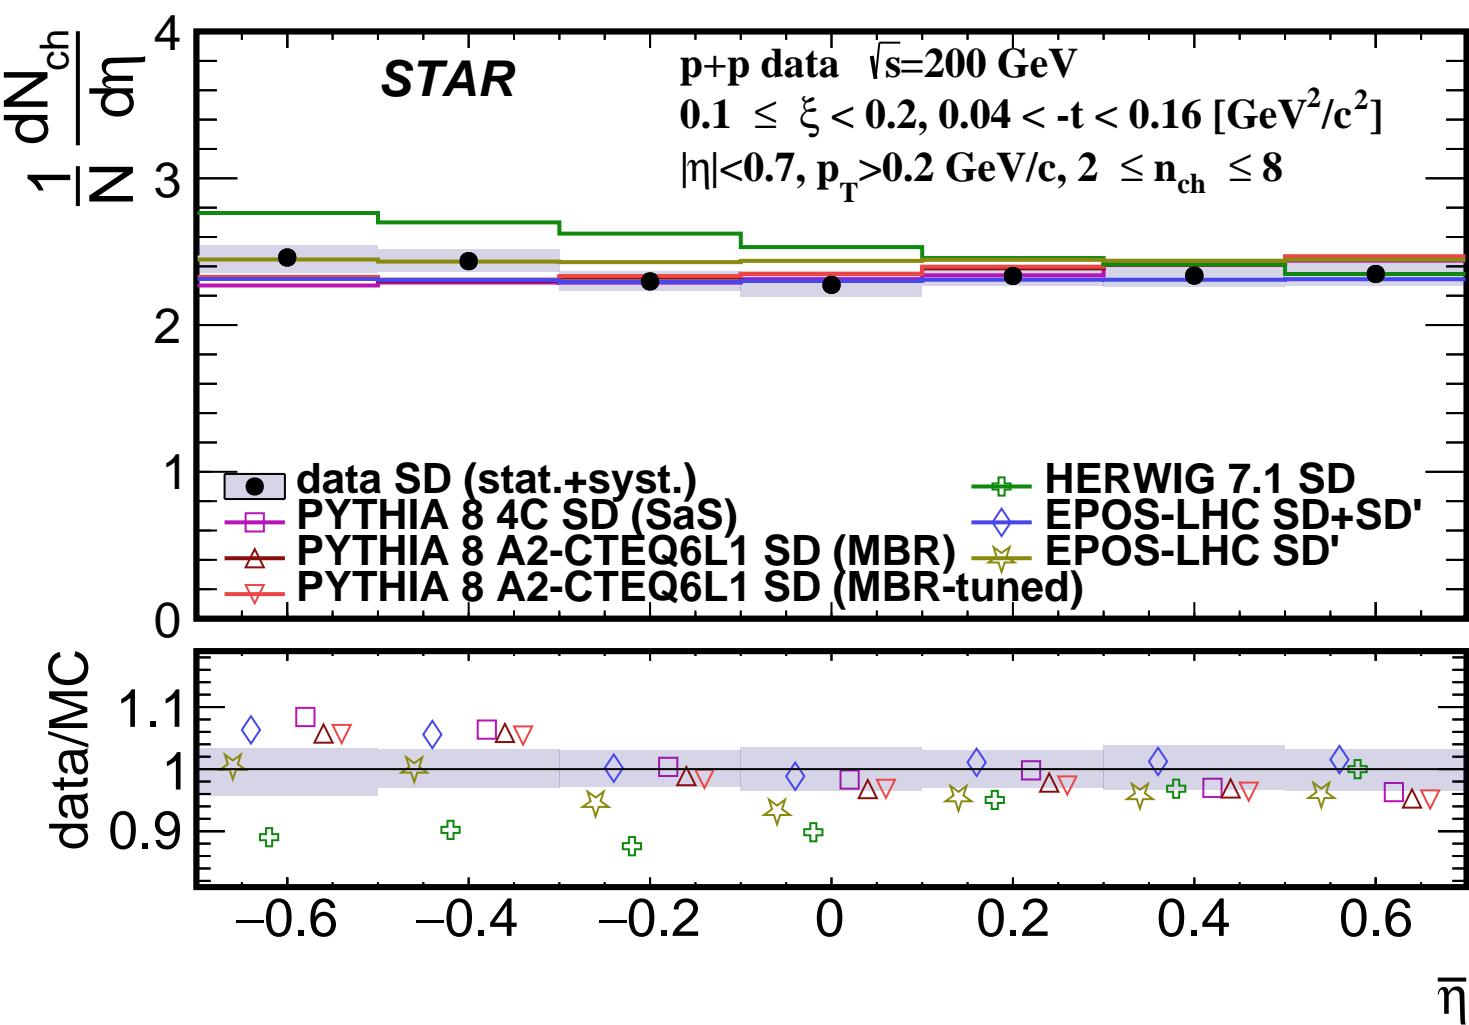 1/N dN_ch/dη
4
3
2
1
0
STAR
p+p data √s=200 GeV
0.1 ≤ ξ < 0.2, 0.04 < -t < 0.16 [GeV²/c²]
|η|<0.7, p_T>0.2 GeV/c, 2 ≤ n_ch ≤ 8
data SD (stat.+syst.)
PYTHIA 8 4C SD (SaS)
PYTHIA 8 A2-CTEQ6L1 SD (MBR)
PYTHIA 8 A2-CTEQ6L1 SD (MBR-tuned)
HERWIG 7.1 SD
EPOS-LHC SD+SD'
EPOS-LHC SD'
data/MC
1.1
1
0.9
−0.6 −0.4 −0.2 0 0.2 0.4 0.6
η̅